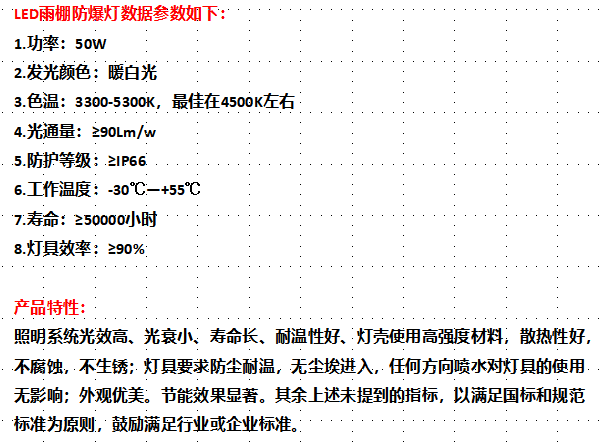 LED雨棚防爆灯数据参数如下：
1.功率：50W
2.发光颜色：暖白光
3.色温：3300-5300K，最佳在4500K左右
4.光通量：≥90Lm/w
5.防护等级：≥IP66
6.工作温度：-30℃—+55℃
7.寿命：≥50000小时
8.灯具效率：≥90%
产品特性：
照明系统光效高、光衰小、寿命长、耐温性好、灯壳使用高强度材料，散热性好，
不腐蚀，不生锈；灯具要求防尘耐温，无尘埃进入，任何方向喷水对灯具的使用
无影响；外观优美。节能效果显著。其余上述未提到的指标，以满足国标和规范
标准为原则，鼓励满足行业或企业标准。